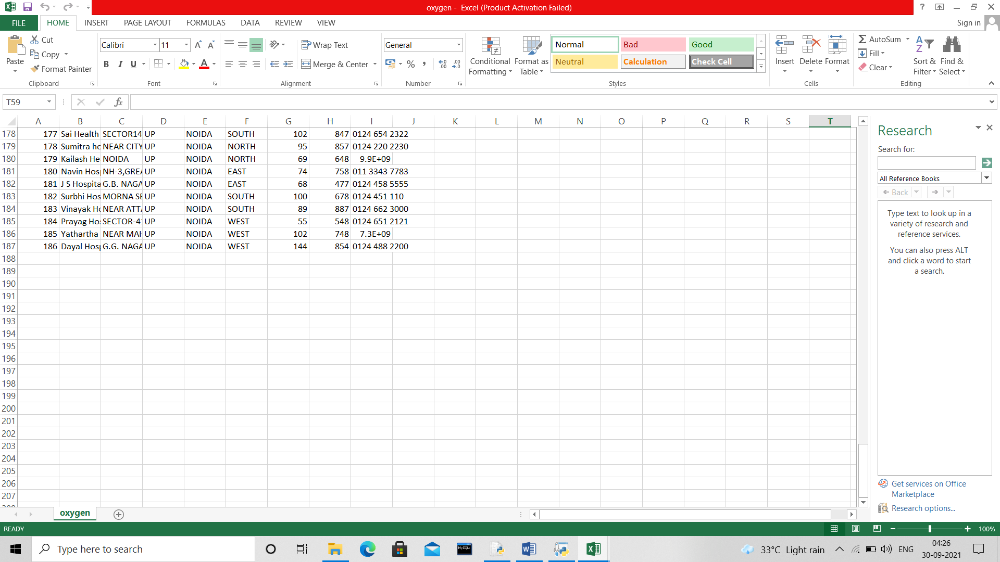 oxygen - Excel (Product Activation Failed)
FILE HOME INSERT PAGE LAYOUT FORMULAS DATA REVIEW VIEW Sign in
Paste Cut Copy Format Painter
Clipboard
Calibri 11
B I U A
Font
Wrap Text
Merge & Center
Alignment
General
% , .00 .0
Number
Conditional Formatting
Format as Table
Normal Bad Good
Neutral Calculation Check Cell
Styles
Insert Delete Format
Cells
AutoSum
Fill
Clear
Sort & Filter
Find & Select
Editing
T59 fx
A B C D E F G H I J K L M N O P Q R S T
178 177 Sai Health SECTOR14 UP NOIDA SOUTH 102 847 0124 654 2322
179 178 Sumitra ho NEAR CITY UP NOIDA NORTH 95 857 0124 220 2230
180 179 Kailash He NOIDA UP NOIDA NORTH 69 648 9.9E+09
181 180 Navin Hosp NH-3,GREA UP NOIDA EAST 74 758 011 3343 7783
182 181 J S Hospita G.B. NAGA UP NOIDA EAST 68 477 0124 458 5555
183 182 Surbhi Hos MORNA SE UP NOIDA SOUTH 100 678 0124 451 110
184 183 Vinayak Ho NEAR ATTA UP NOIDA SOUTH 89 887 0124 662 3000
185 184 Prayag Hos SECTOR-41 UP NOIDA WEST 55 548 0124 651 2121
186 185 Yathartha NEAR MAH UP NOIDA WEST 102 748 7.3E+09
187 186 Dayal Hosp G.G. NAGA UP NOIDA WEST 144 854 0124 488 2200
188
189
190
191
192
193
194
195
196
197
198
199
200
201
202
203
204
205
206
207
Research
Search for:
All Reference Books
Back
Type text to look up in a
variety of research and
reference services.
You can also press ALT
and click a word to start
a search.
Get services on Office
Marketplace
Research options...
oxygen
READY 100%
Type here to search
33°C Light rain ENG 04:26
30-09-2021